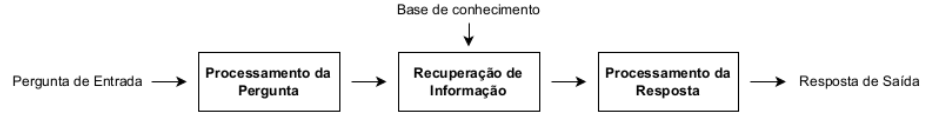 Base de conhecimento
Pergunta de Entrada
Processamento da
Pergunta
Recuperação de
Informação
Processamento da
Resposta
Resposta de Saída